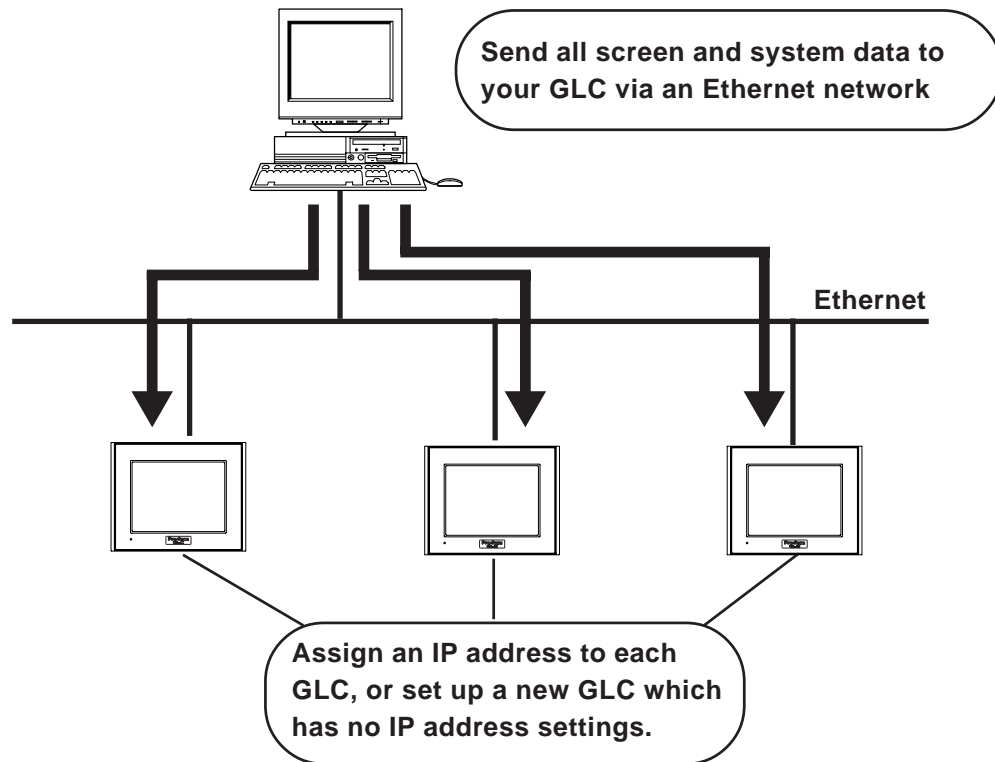 Send all screen and system data to
your GLC via an Ethernet network
Ethernet
Assign an IP address to each
GLC, or set up a new GLC which
has no IP address settings.